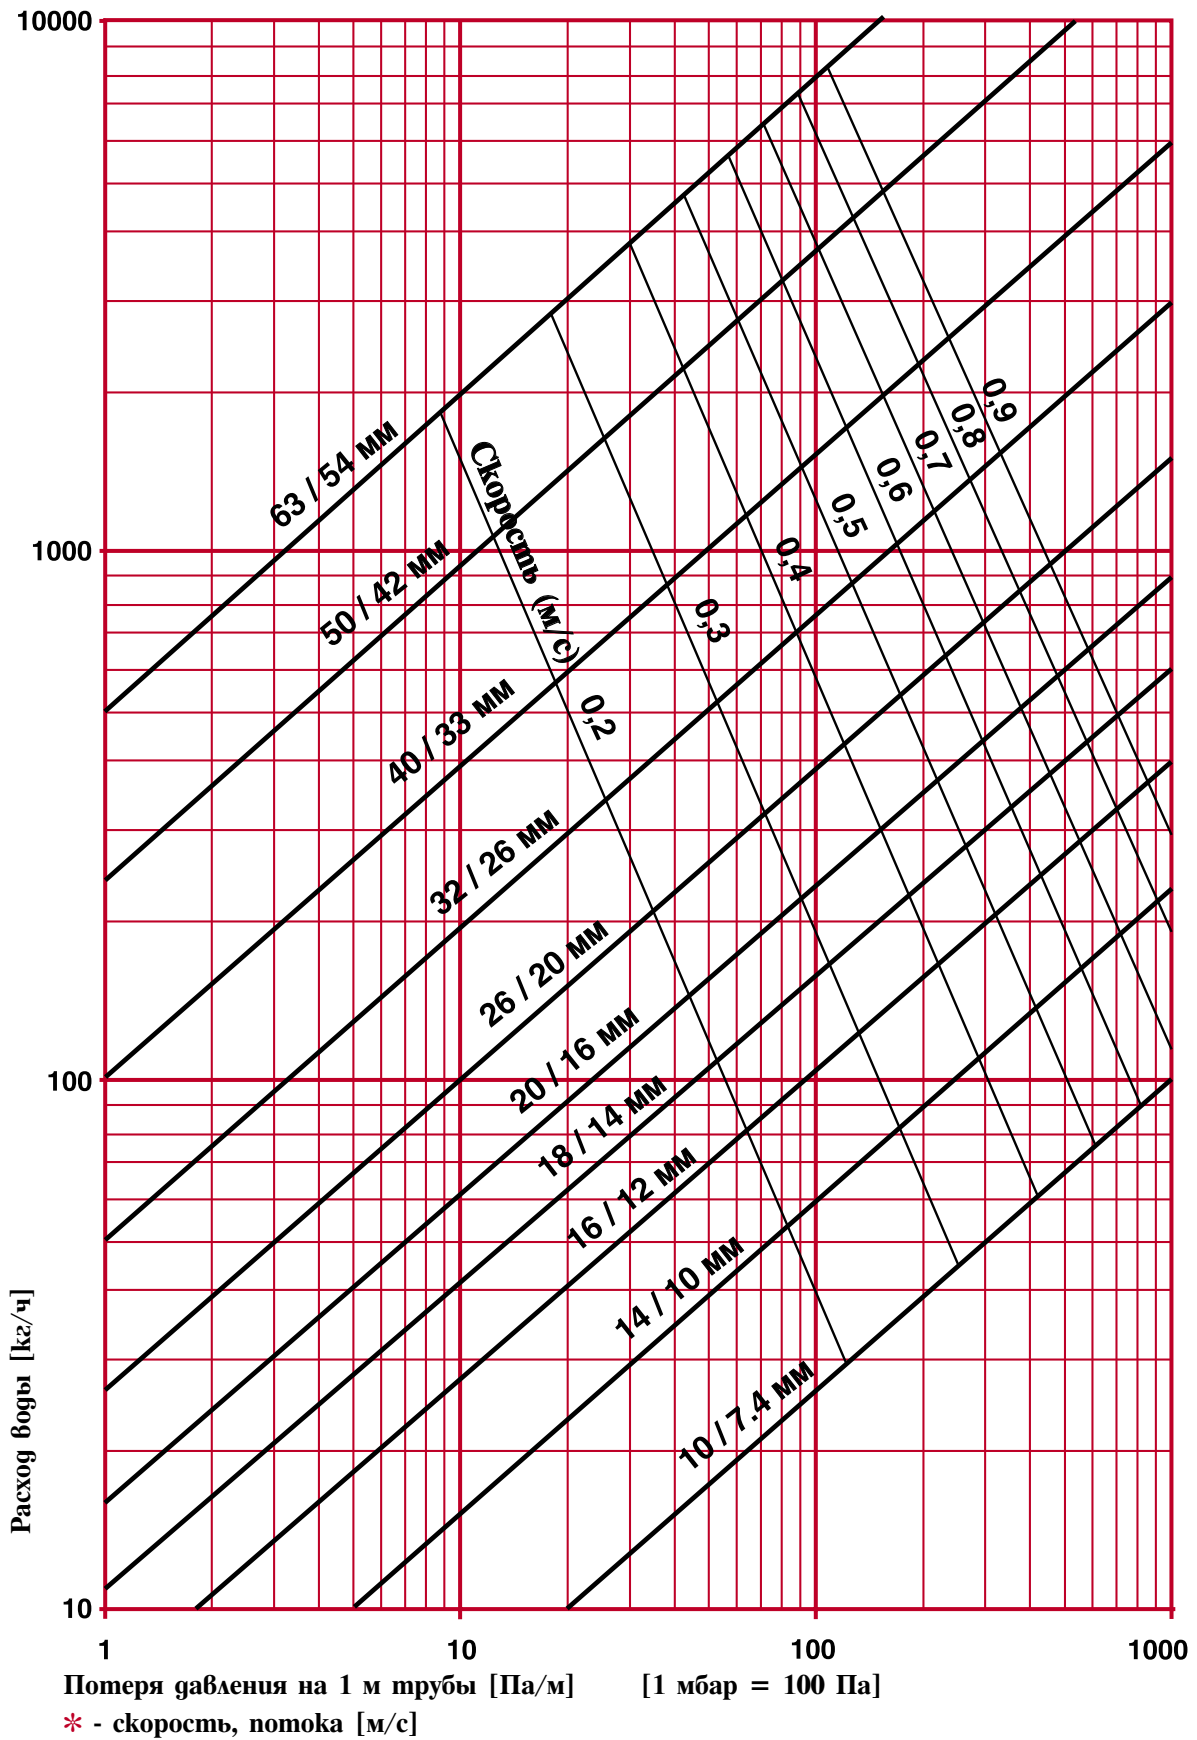 10000
63 / 54 мм
50 / 42 мм
40 / 33 мм
32 / 26 мм
26 / 20 мм
20 / 16 мм
18 / 14 мм
16 / 12 мм
14 / 10 мм
10 / 7.4 мм
Скорость (м/с)
0,2
0,3
0,4
0,5
0,6
0,7
0,8
0,9
1000
100
10
Расход воды [кг/ч]
1 10 100 1000
Потеря давления на 1 м трубы [Па/м] [1 мбар = 100 Па]
* - скорость, потока [м/с]